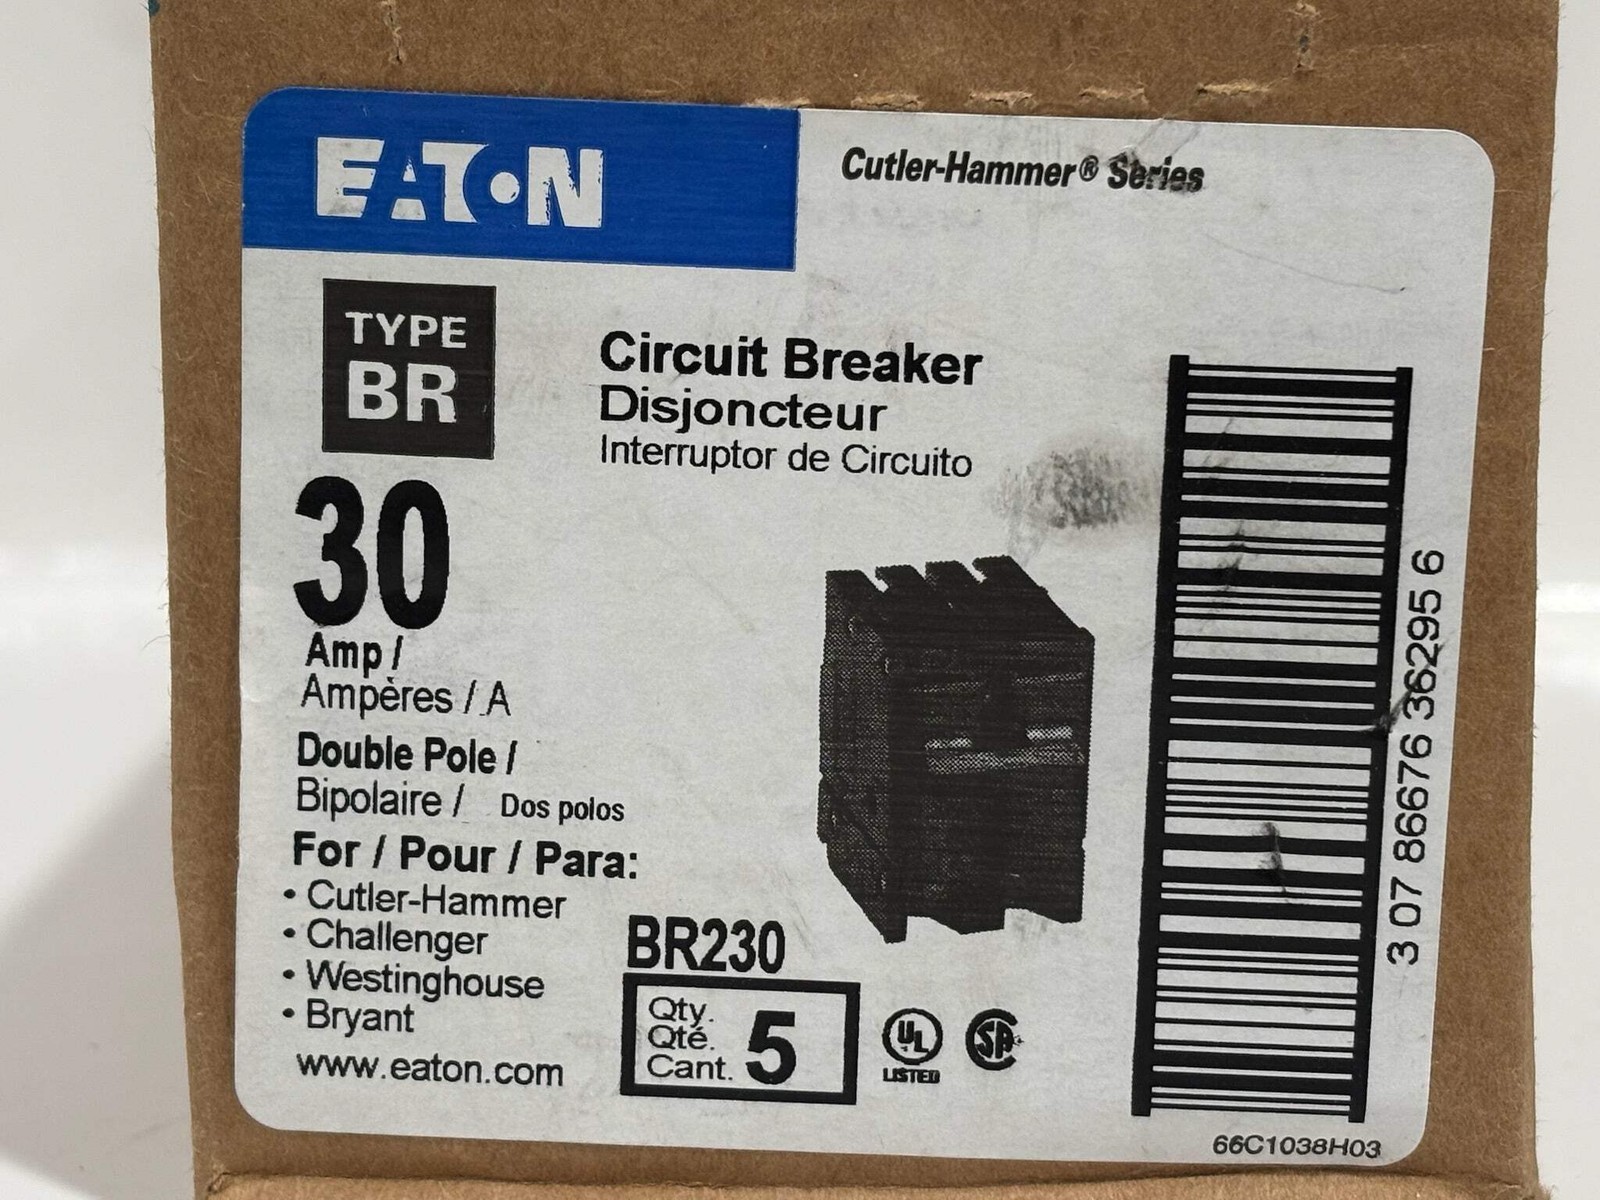 EATON
Cutler-Hammer® Series
TYPE
BR
Circuit Breaker
Disjoncteur
Interruptor de Circuito
30
Amp /
Ampères / A
Double Pole /
Bipolaire / Dos polos
For / Pour / Para:
• Cutler-Hammer
• Challenger
• Westinghouse
• Bryant
www.eaton.com
BR230
Qty.
Qté.
Cant.
5
UL
LISTED
SA
3 07 86676 36295 6
66C1038H03